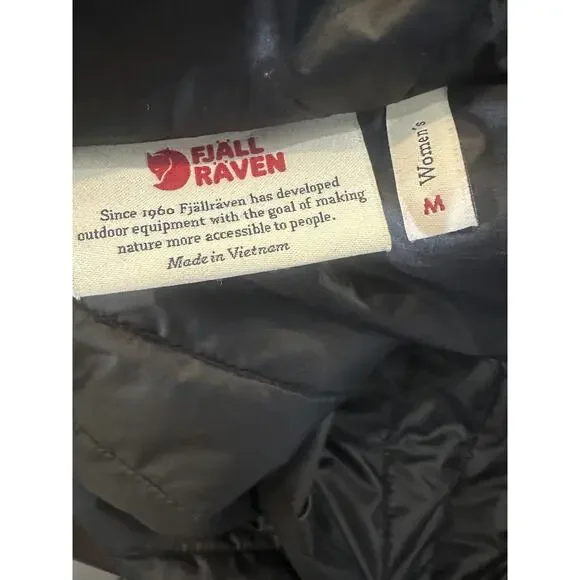 FJÄLL
RÄVEN
Since 1960 Fjällräven has developed
outdoor equipment with the goal of making
nature more accessible to people.
Made in Vietnam
Women's
M